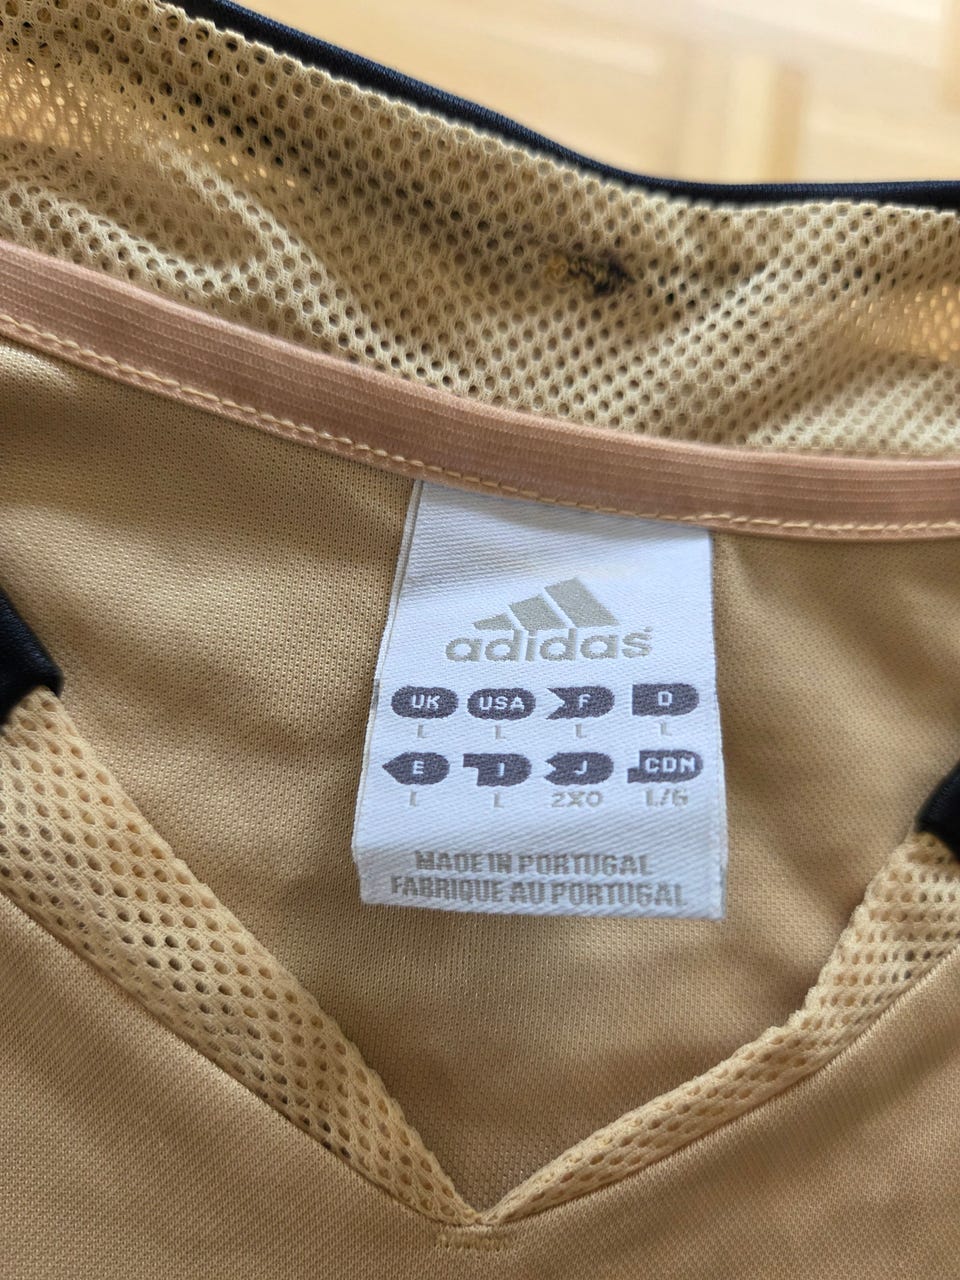 adidas
UK USA F D
L L L L
E I J CDN
L L 2XO L/G
MADE IN PORTUGAL
FABRIQUE AU PORTUGAL